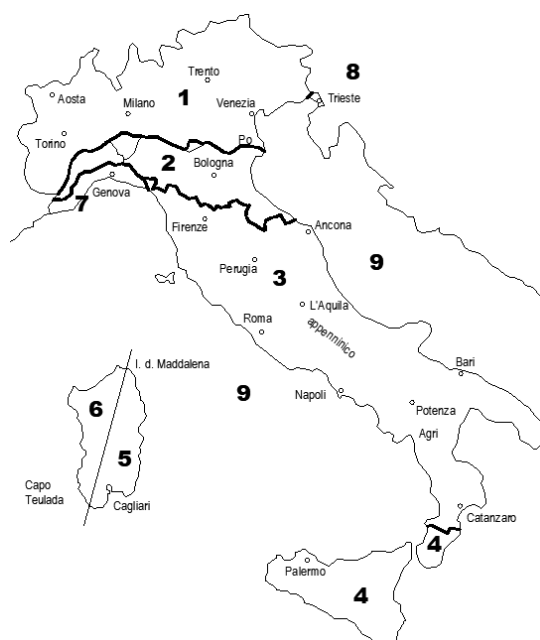 8
Trento
1
Aosta
Milano
Venezia
Trieste
Torino
Po
2
Bologna
Genova
7
Firenze
Ancona
9
Perugia
3
L'Aquila
Roma
appenninico
I. d. Maddalena
Bari
9
Napoli
6
Potenza
Agri
5
Capo
Teulada
Cagliari
Catanzaro
4
Palermo
4